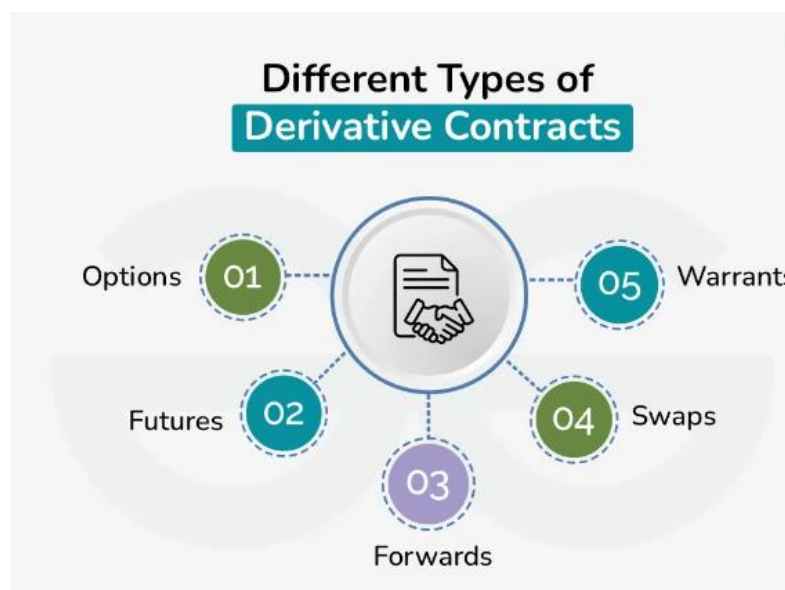 Different Types of
Derivative Contracts
Options
01
05
Warrants
Futures
02
04
Swaps
03
Forwards